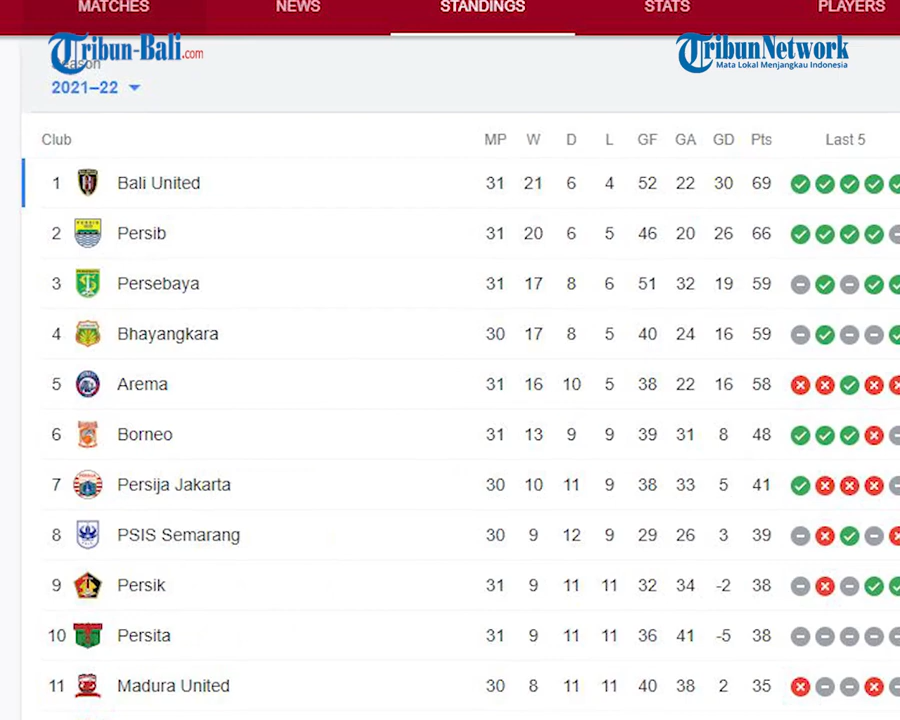 MATCHES NEWS STANDINGS STATS PLAYERS
Tribun-Bali.com
TribunNetwork
Mata Lokal Menjangkau Indonesia
2021–22
Club MP W D L GF GA GD Pts Last 5
1 Bali United 31 21 6 4 52 22 30 69
2 Persib 31 20 6 5 46 20 26 66
3 Persebaya 31 17 8 6 51 32 19 59
4 Bhayangkara 30 17 8 5 40 24 16 59
5 Arema 31 16 10 5 38 22 16 58
6 Borneo 31 13 9 9 39 31 8 48
7 Persija Jakarta 30 10 11 9 38 33 5 41
8 PSIS Semarang 30 9 12 9 29 26 3 39
9 Persik 31 9 11 11 32 34 -2 38
10 Persita 31 9 11 11 36 41 -5 38
11 Madura United 30 8 11 11 40 38 2 35